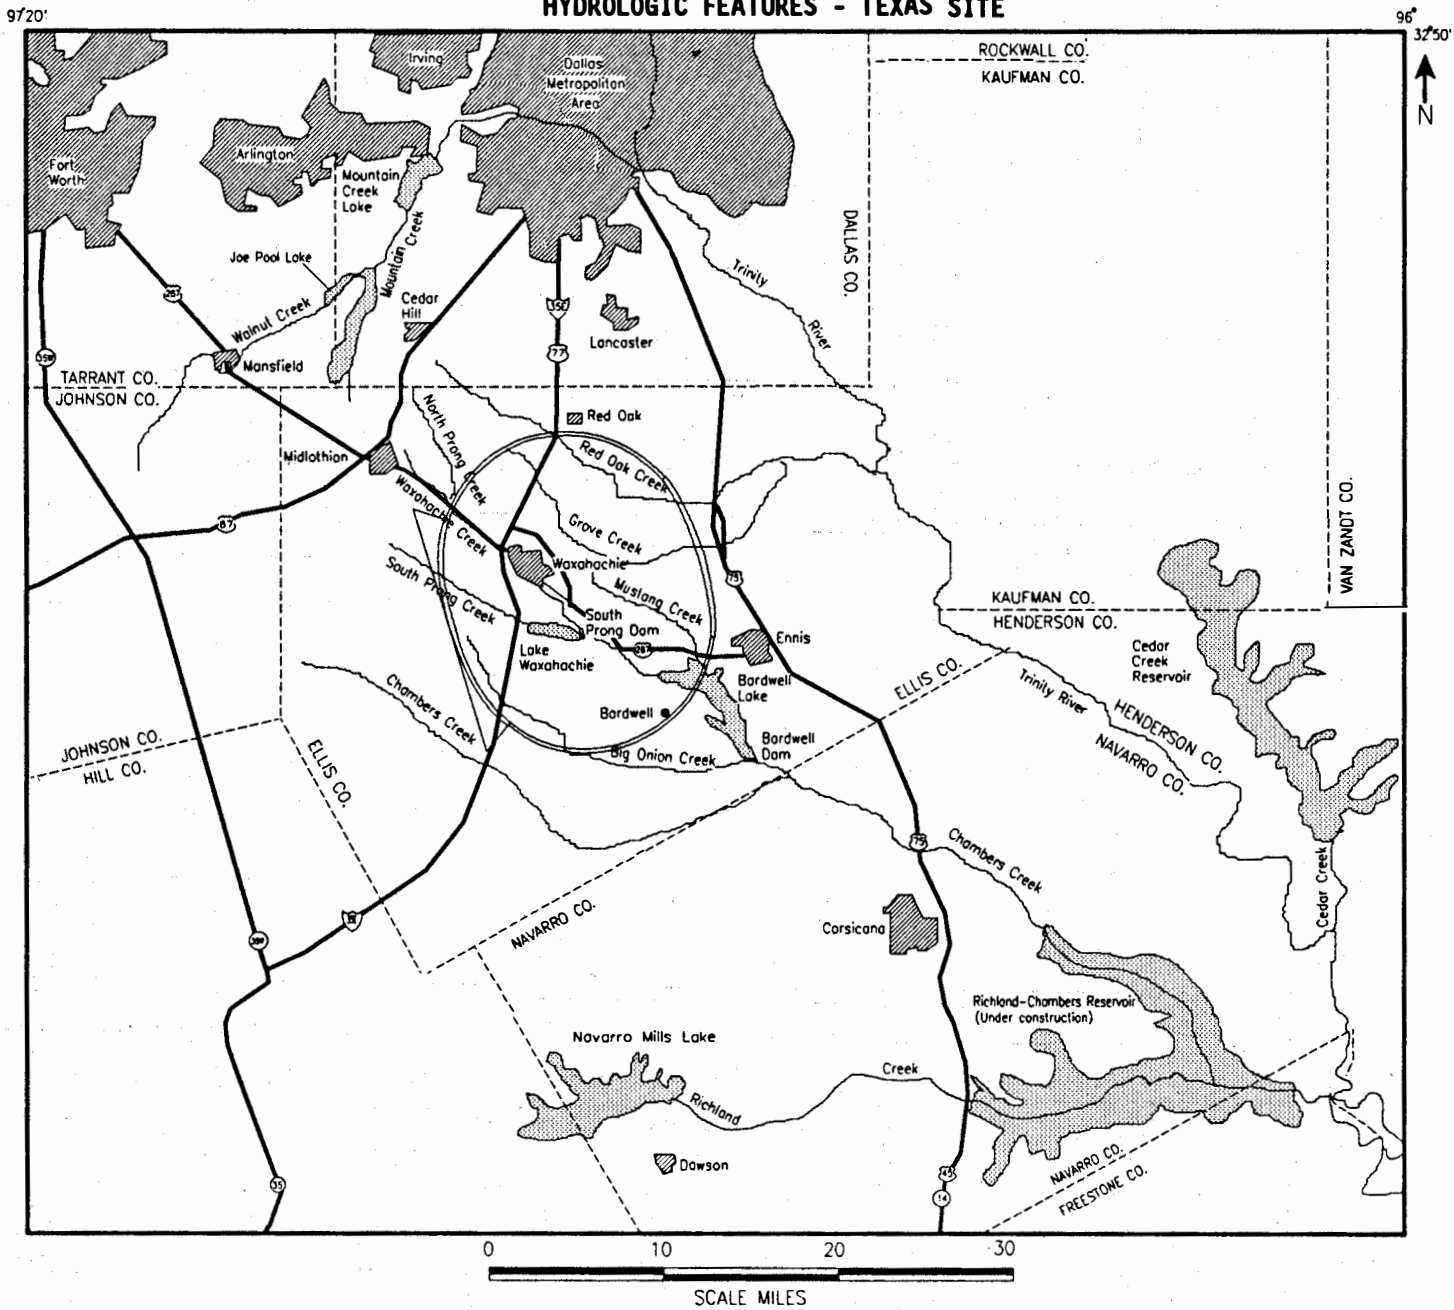 HYDROLOGIC FEATURES - TEXAS SITE
97°20'
96°
32°50'
N
ROCKWALL CO.
KAUFMAN CO.
Irving
Dallas
Metropolitan
Area
Arlington
Fort
Worth
Mountain
Creek
Lake
DALLAS CO.
Mountain Creek
Joe Pool Lake
Trinity
River
287
Cedar
Hill
35E
Walnut Creek
Lancaster
77
35W
Mansfield
TARRANT CO.
JOHNSON CO.
Red Oak
North Prong Creek
Midlothian
Red Oak Creek
Waxahachie Creek
67
Grove Creek
VAN ZANDT CO.
Waxahachie
75
South Prong Creek
Mustang Creek
KAUFMAN CO.
HENDERSON CO.
South
Prong Dam
Ennis
287
Lake
Waxahachie
Cedar
Creek
Reservoir
Bardwell
Lake
ELLIS CO.
Trinity River
Chambers Creek
Bardwell
HENDERSON CO.
NAVARRO CO.
JOHNSON CO.
HILL CO.
ELLIS CO.
Big Onion Creek
Bardwell
Dam
75
Chambers Creek
Cedar Creek
NAVARRO CO.
Corsicana
Richland-Chambers Reservoir
(Under construction)
Navarro Mills Lake
Creek
Richland
Dawson
NAVARRO CO.
FREESTONE CO.
45
14
35
0 10 20 30
SCALE MILES